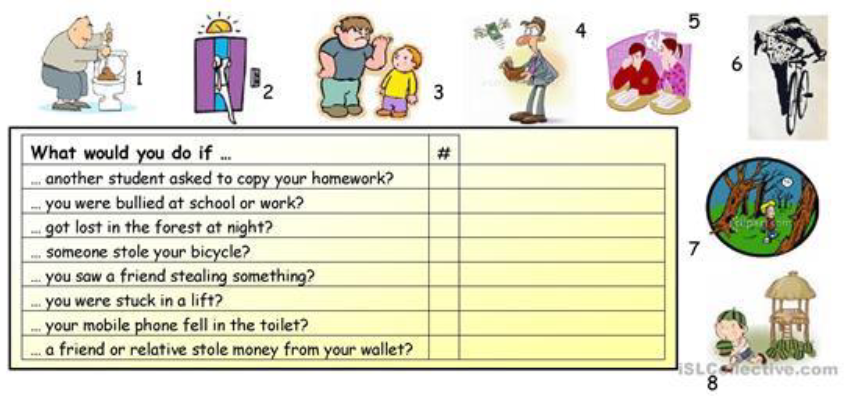 1
2
3
4
5
6
7
8
What would you do if … #
… another student asked to copy your homework?
… you were bullied at school or work?
… got lost in the forest at night?
… someone stole your bicycle?
… you saw a friend stealing something?
… you were stuck in a lift?
… your mobile phone fell in the toilet?
… a friend or relative stole money from your wallet?
iSLCollective.com